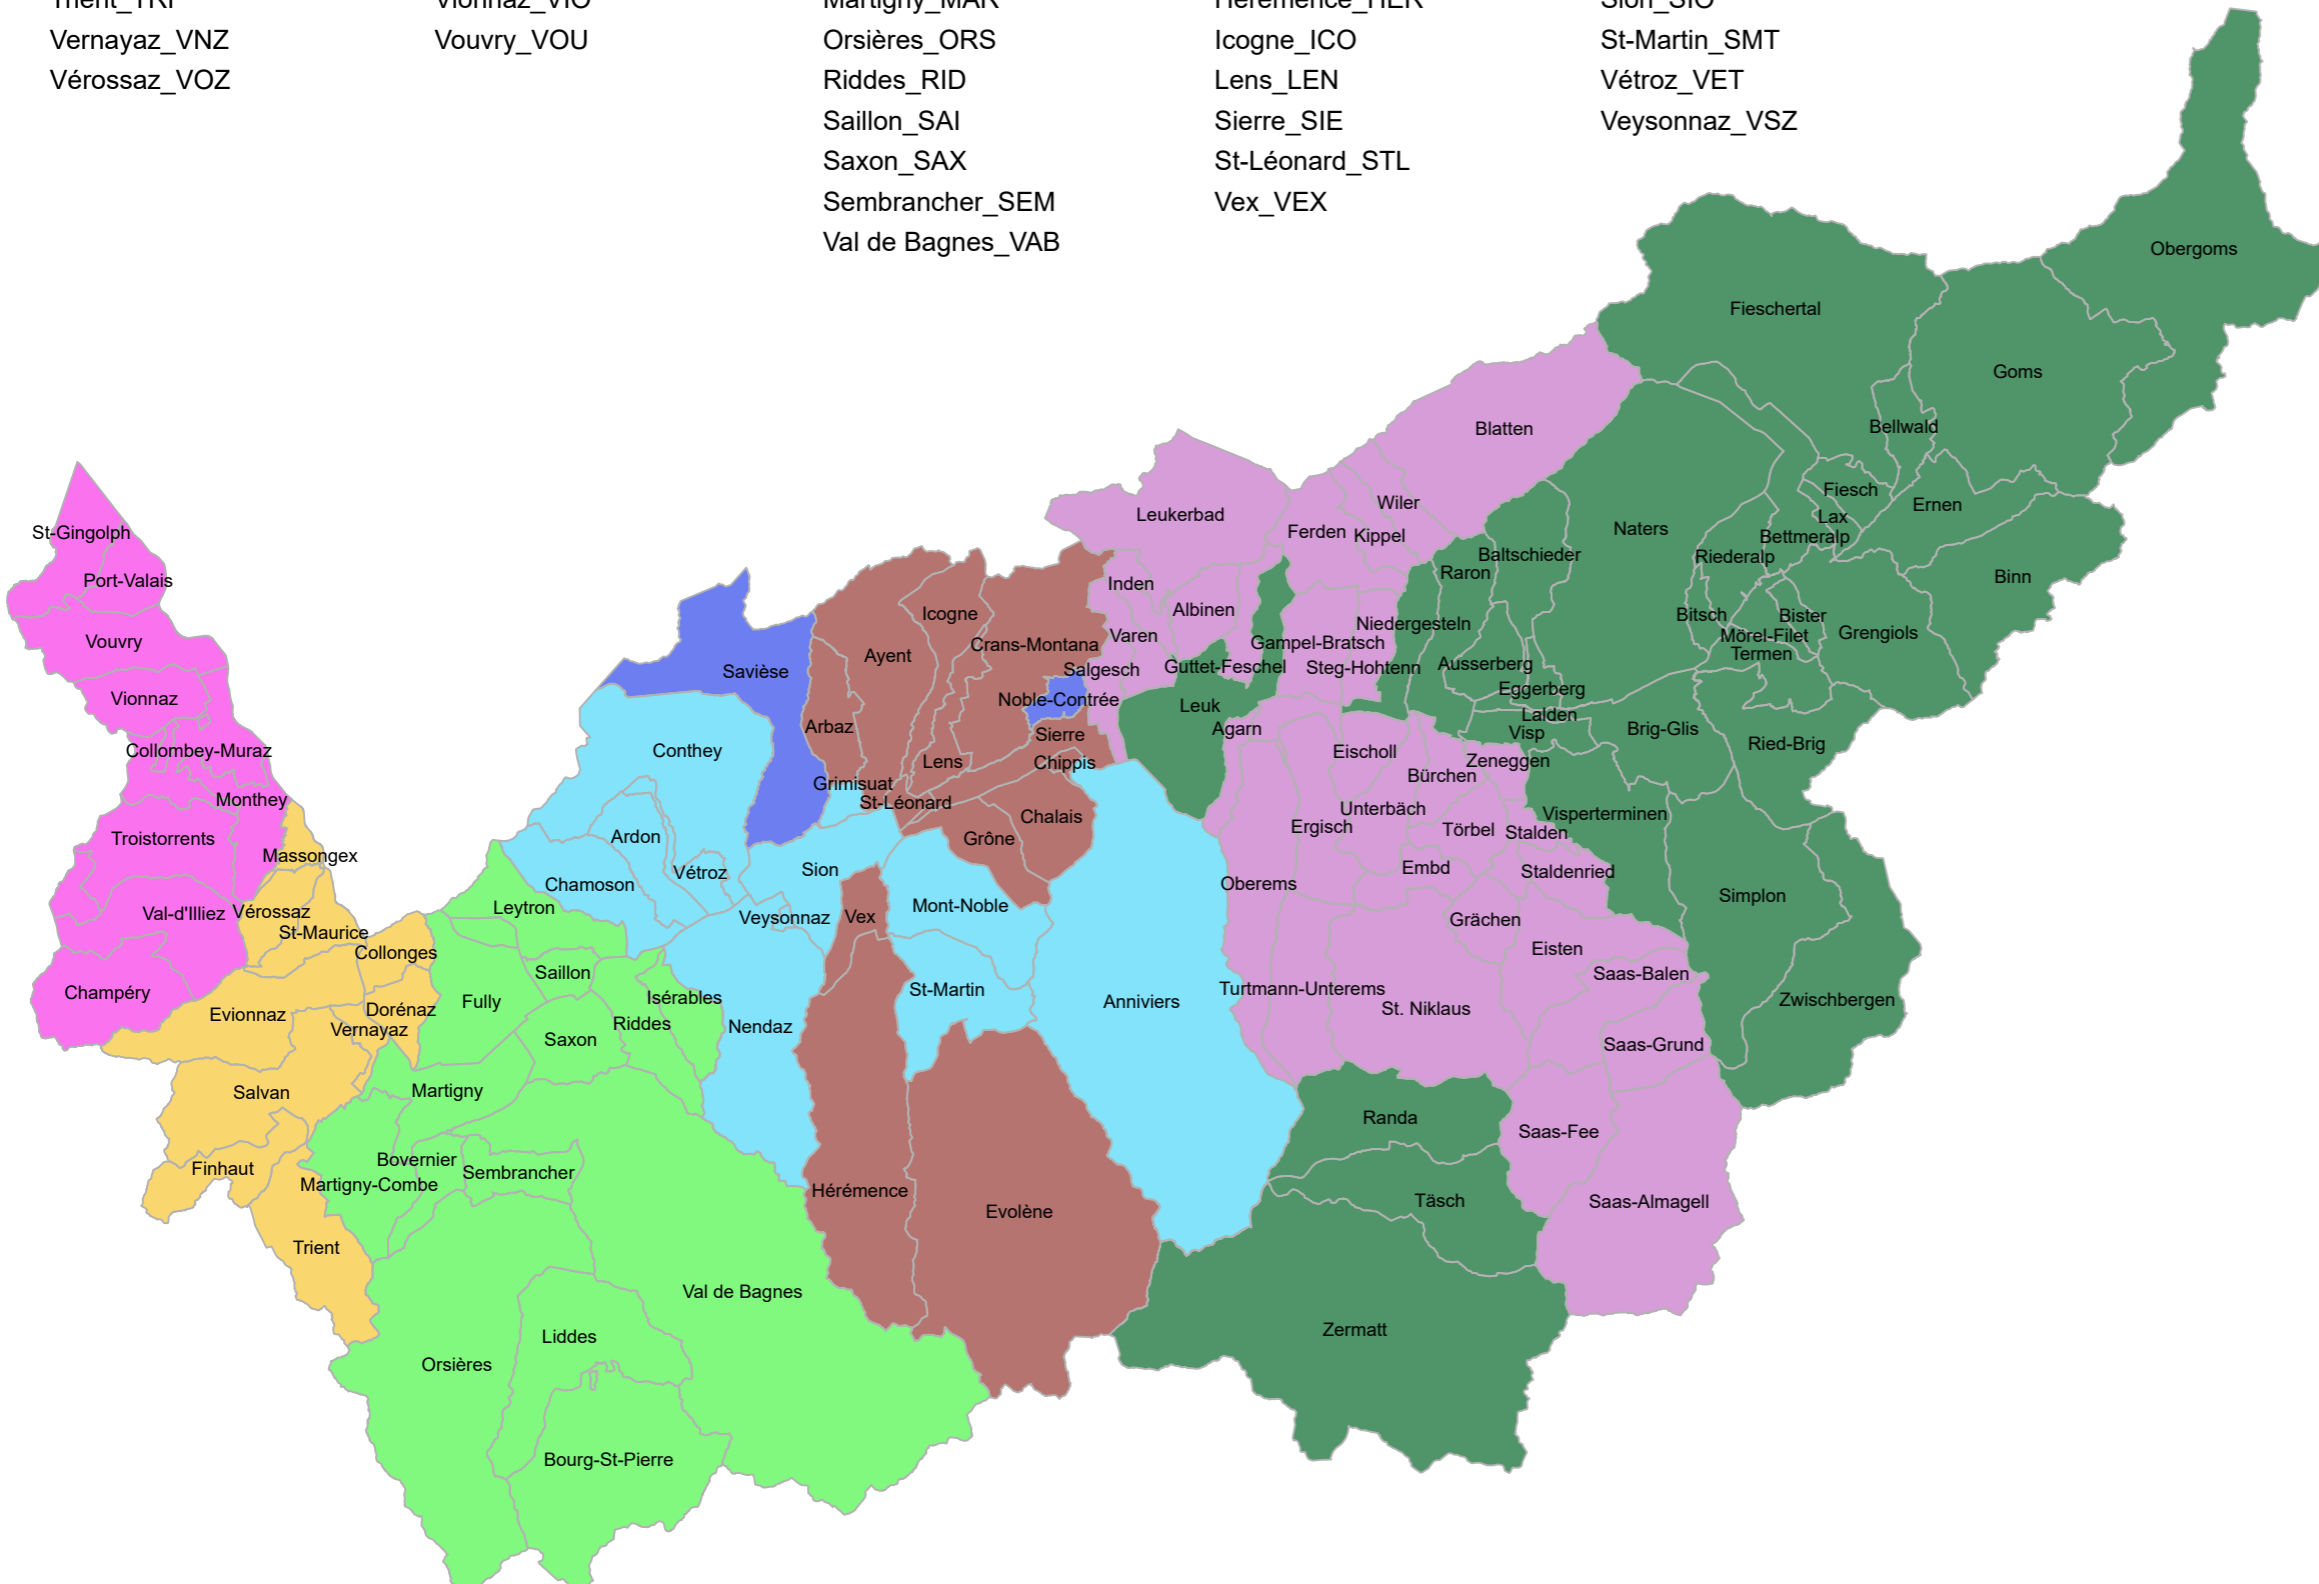 Trient_TRI
Vernayaz_VNZ
Vérossaz_VOZ
Vionnaz_VIO
Vouvry_VOU
Martigny_MAR
Orsières_ORS
Riddes_RID
Saillon_SAI
Saxon_SAX
Sembrancher_SEM
Val de Bagnes_VAB
Hérémence_HER
Icogne_ICO
Lens_LEN
Sierre_SIE
St-Léonard_STL
Vex_VEX
Sion_SIO
St-Martin_SMT
Vétroz_VET
Veysonnaz_VSZ
Obergoms
Fieschertal
Goms
Bellwald
Blatten
Fiesch
Ernen
Lax
Bettmeralp
Naters
Riederalp
Binn
Bitsch
Bister
Mörel-Filet
Termen
Grengiols
Leukerbad
Wiler
Ferden
Kippel
Baltschieder
Raron
Inden
Albinen
Varen
Niedergesteln
Gampel-Bratsch
Guttet-Feschel
Steg-Hohtenn
Ausserberg
Salgesch
Eggerberg
Leuk
Lalden
Agarn
Visp
Brig-Glis
Ried-Brig
Eischoll
Zeneggen
Bürchen
Unterbäch
Visperterminen
Ergisch
Törbel
Stalden
Embd
Staldenried
Oberems
Simplon
Grächen
Eisten
Saas-Balen
Turtmann-Unterems
St. Niklaus
Zwischbergen
Saas-Grund
Randa
Saas-Fee
Täsch
Saas-Almagell
Zermatt
St-Gingolph
Port-Valais
Vouvry
Vionnaz
Collombey-Muraz
Monthey
Troistorrents
Massongex
Val-d'Illiez
Vérossaz
St-Maurice
Collonges
Champéry
Evionnaz
Dorénaz
Vernayaz
Salvan
Finhaut
Trient
Savièse
Icogne
Crans-Montana
Ayent
Noble-Contrée
Arbaz
Sierre
Conthey
Lens
Chippis
Grimisuat
St-Léonard
Chalais
Grône
Ardon
Vétroz
Sion
Chamoson
Leytron
Veysonnaz
Vex
Mont-Noble
Saillon
Fully
Isérables
Riddes
Saxon
Nendaz
St-Martin
Anniviers
Martigny
Bovernier
Sembrancher
Martigny-Combe
Hérémence
Evolène
Val de Bagnes
Liddes
Orsières
Bourg-St-Pierre